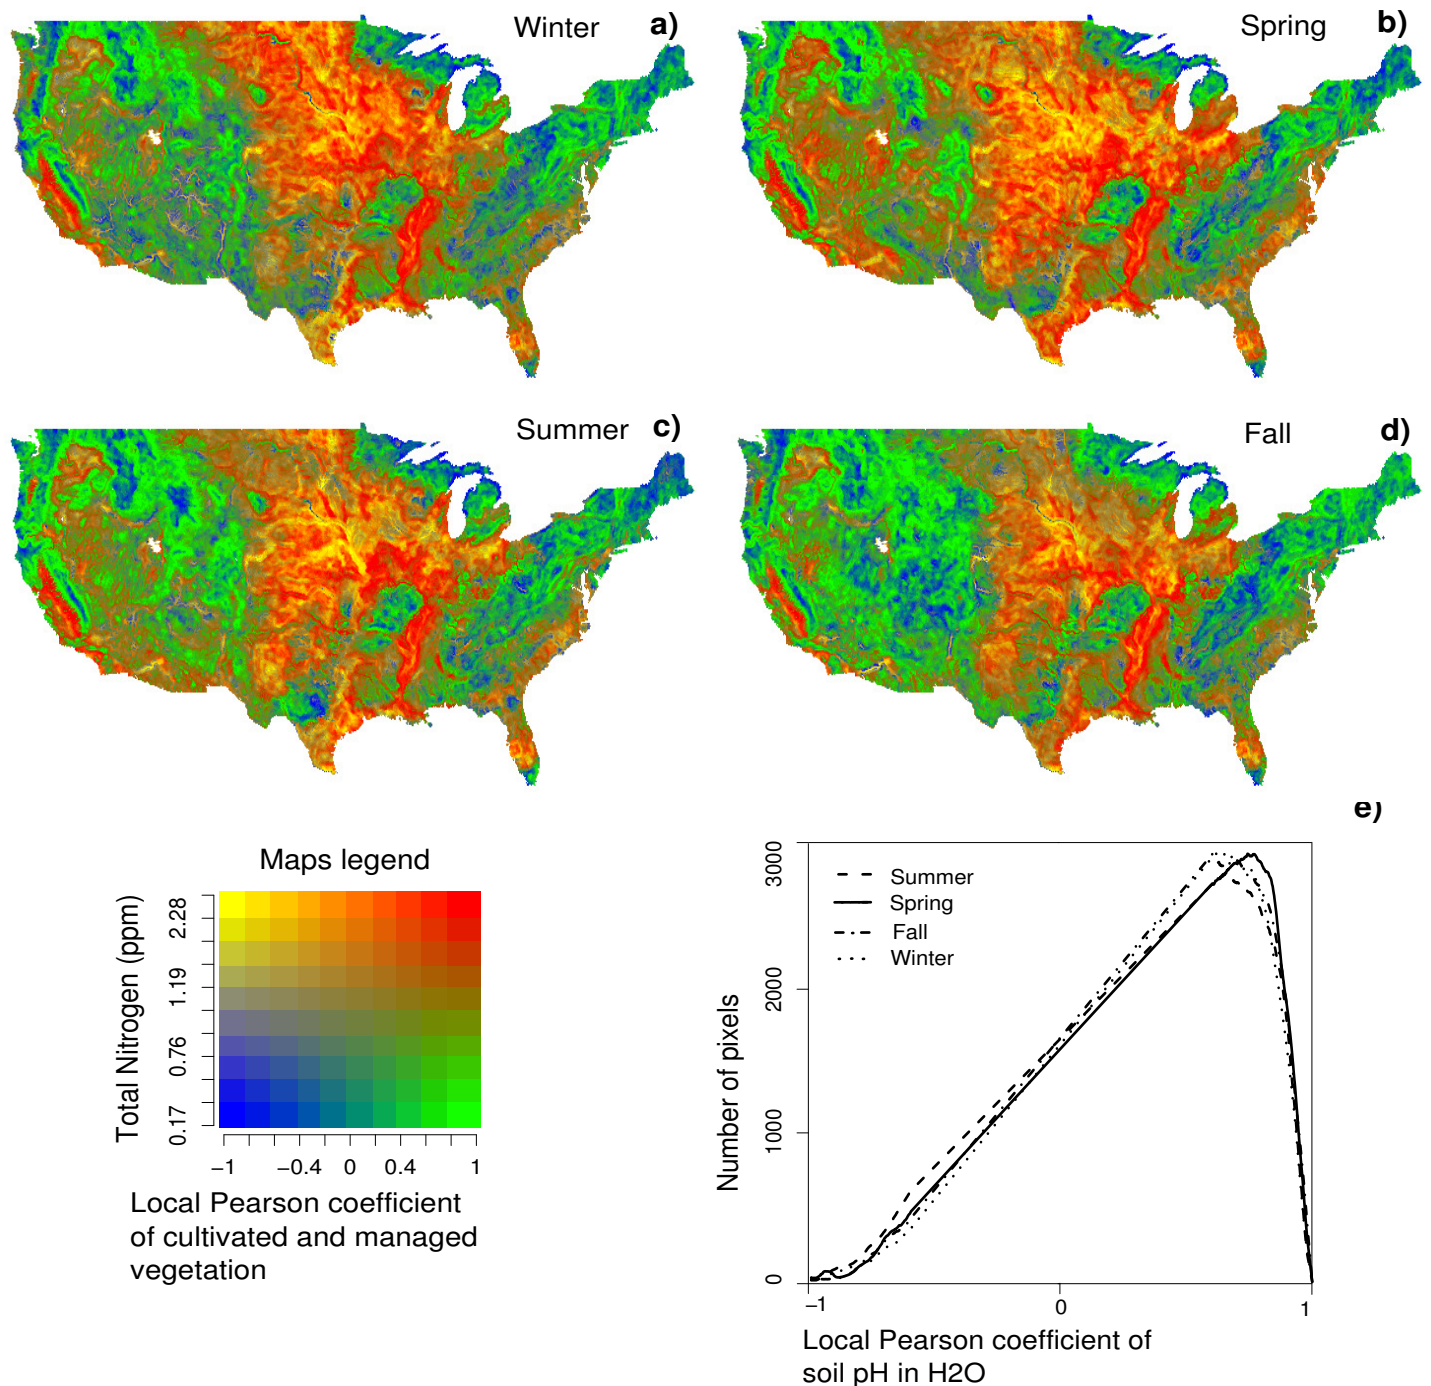 Winter
a)
Spring
b)
Summer
c)
Fall
d)
Maps legend
Total Nitrogen (ppm)
2.28
1.19
0.76
0.17
−1
−0.4
0
0.4
1
Local Pearson coefficient
of cultivated and managed
vegetation
e)
Summer
Spring
Fall
Winter
Number of pixels
3000
2000
1000
0
−1
0
1
Local Pearson coefficient of
soil pH in H2O